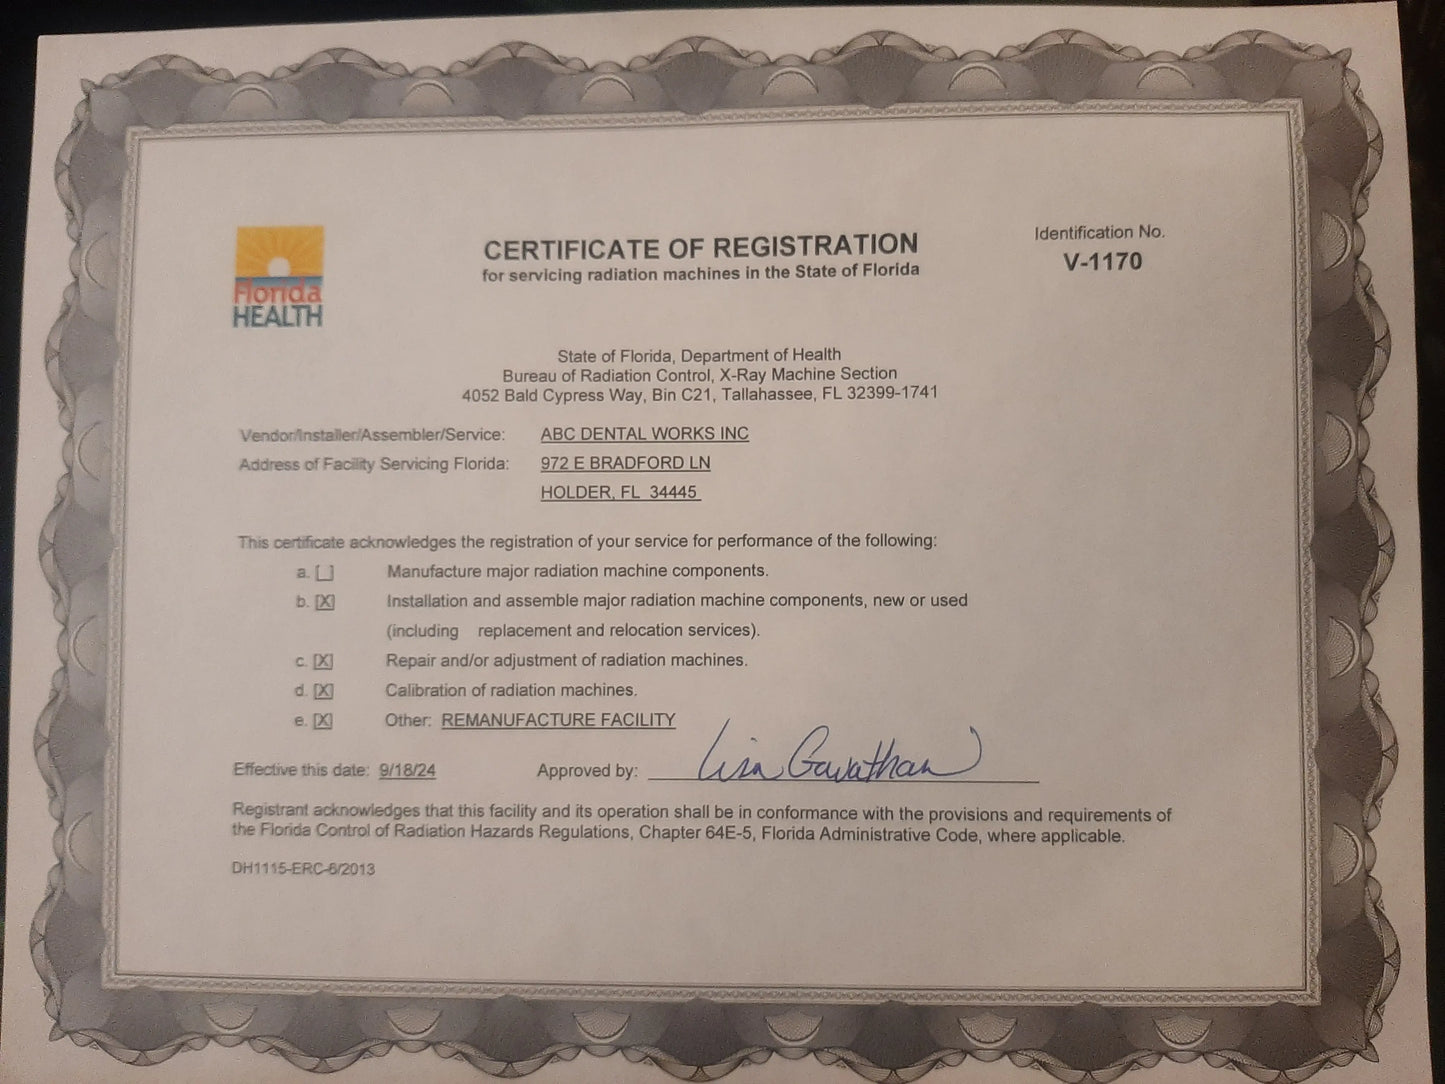 Florida
HEALTH
CERTIFICATE OF REGISTRATION
for servicing radiation machines in the State of Florida
Identification No.
V-1170
State of Florida, Department of Health
Bureau of Radiation Control, X-Ray Machine Section
4052 Bald Cypress Way, Bin C21, Tallahassee, FL 32399-1741
Vendor/Installer/Assembler/Service: ABC DENTAL WORKS INC
Address of Facility Servicing Florida: 972 E BRADFORD LN
HOLDER, FL 34445
This certificate acknowledges the registration of your service for performance of the following:
a. [ ] Manufacture major radiation machine components.
b. [X] Installation and assemble major radiation machine components, new or used
(including replacement and relocation services).
c. [X] Repair and/or adjustment of radiation machines.
d. [X] Calibration of radiation machines.
e. [X] Other: REMANUFACTURE FACILITY
Effective this date: 9/18/24 Approved by: Lisa
Registrant acknowledges that this facility and its operation shall be in conformance with the provisions and requirements of
the Florida Control of Radiation Hazards Regulations, Chapter 64E-5, Florida Administrative Code, where applicable.
DH1115-ERC-6/2013